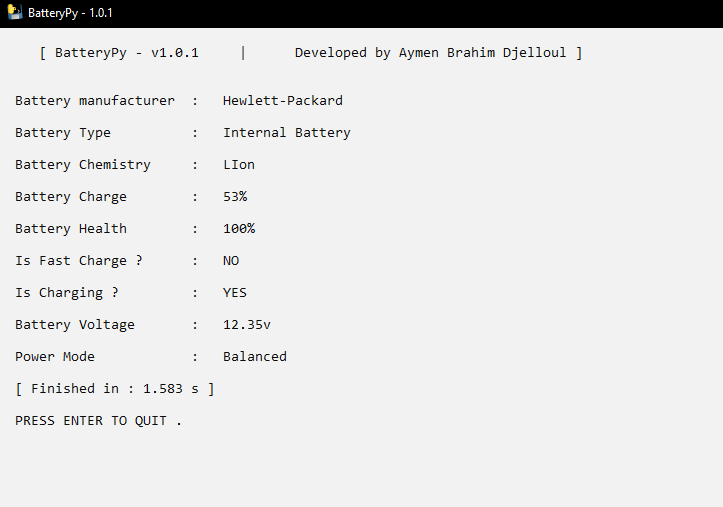 BatteryPy - 1.0.1
[ BatteryPy - v1.0.1 | Developed by Aymen Brahim Djelloul ]
Battery manufacturer : Hewlett-Packard
Battery Type : Internal Battery
Battery Chemistry : LIon
Battery Charge : 53%
Battery Health : 100%
Is Fast Charge ? : NO
Is Charging ? : YES
Battery Voltage : 12.35v
Power Mode : Balanced
[ Finished in : 1.583 s ]
PRESS ENTER TO QUIT .